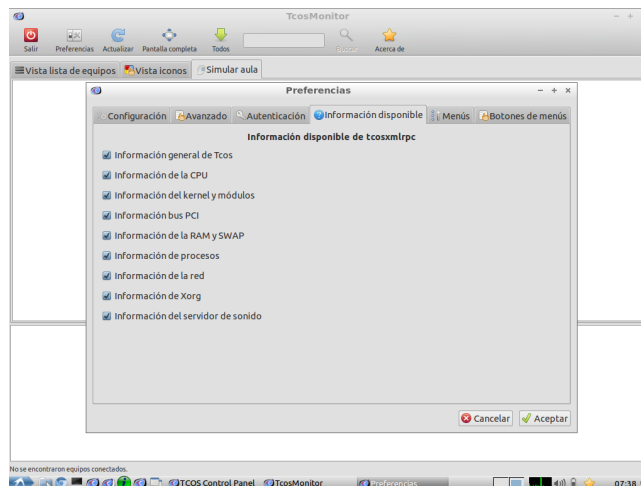 TcosMonitor
Salir Preferencias Actualizar Pantalla completa Todos Buscar Acerca de
Vista lista de equipos Vista iconos Simular aula
Preferencias
Configuración Avanzado Autenticación Información disponible Menús Botones de menús
Información disponible de tcosxmlrpc
Información general de Tcos
Información de la CPU
Información del kernel y módulos
Información bus PCI
Información de la RAM y SWAP
Información de procesos
Información de la red
Información de Xorg
Información del servidor de sonido
Cancelar Aceptar
No se encontraron equipos conectados.
TCOS Control Panel TcosMonitor Preferencias 07:38